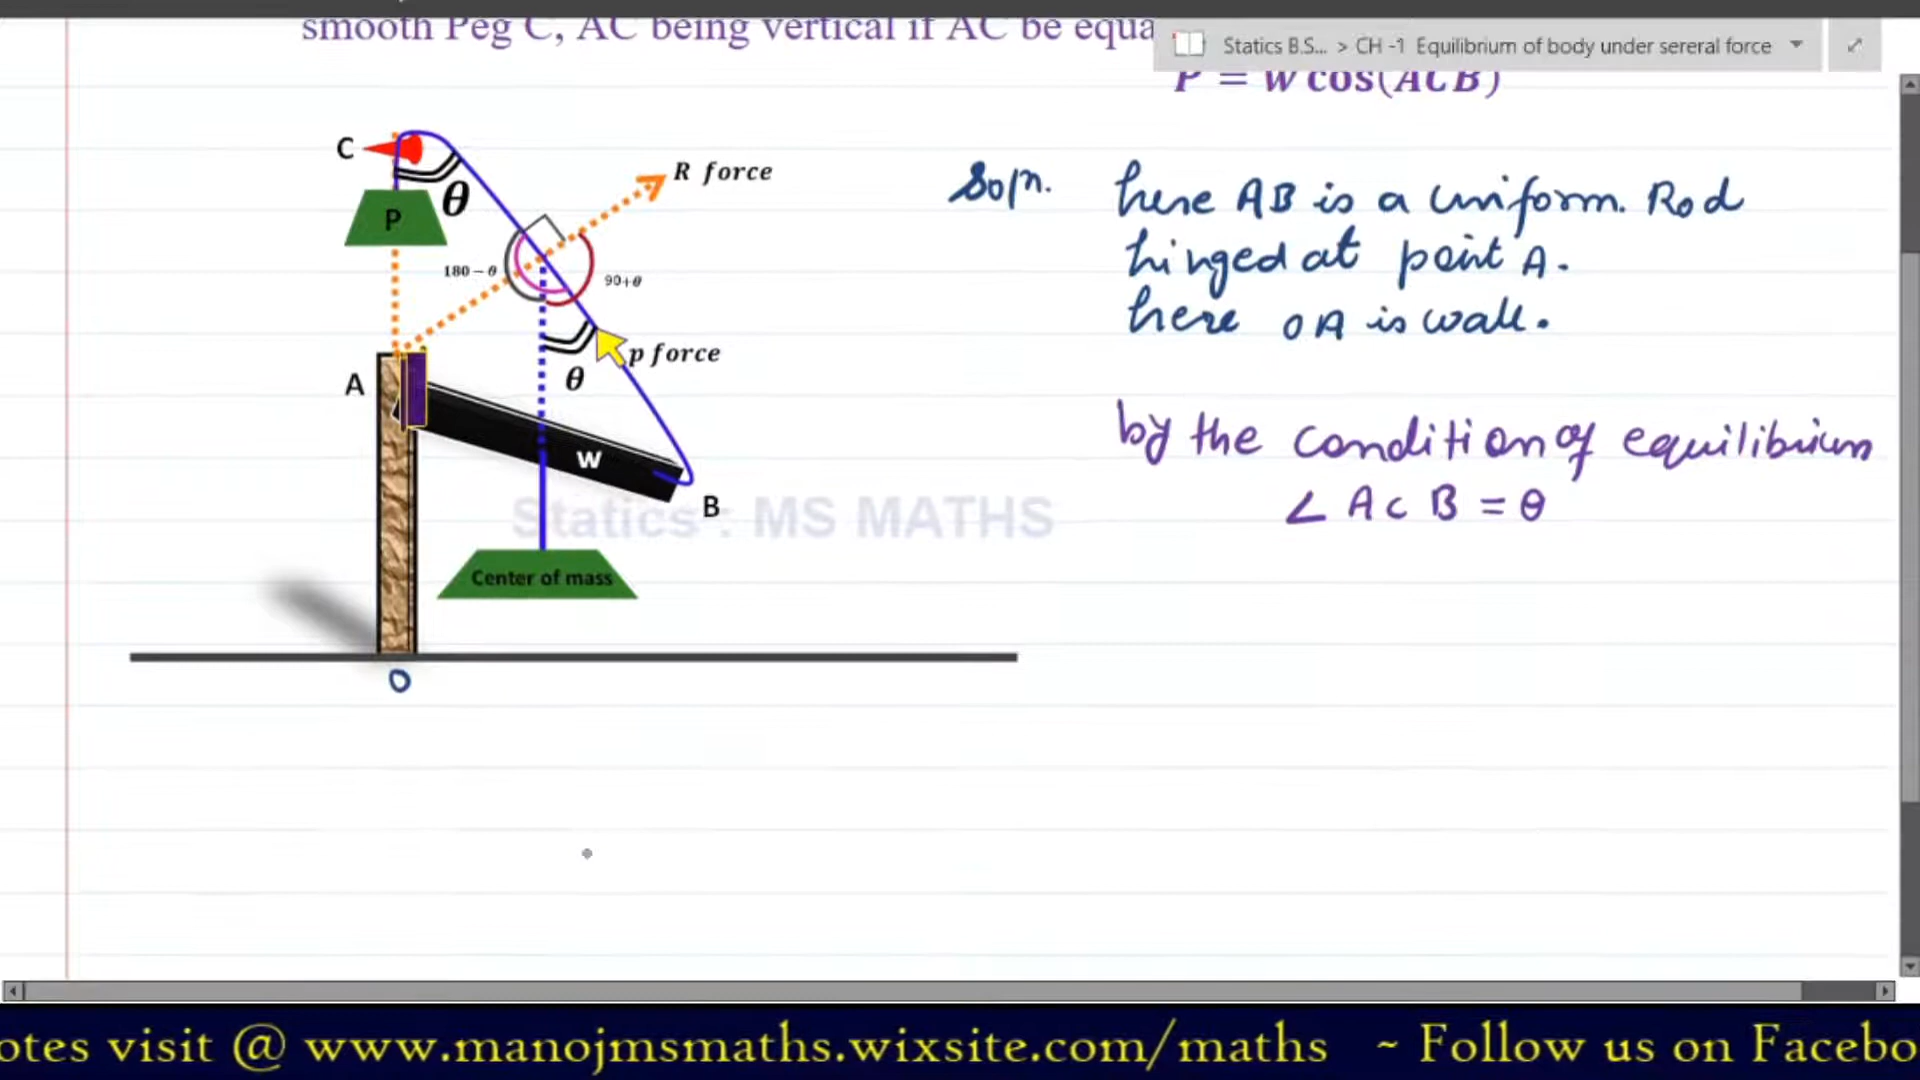 smooth Peg C, AC being vertical if AC be equa
Statics B.S... > CH -1 Equilibrium of body under sereral force
P = W cos(ACB)
C
R force
θ
P
180 − θ
90+θ
p force
θ
A
W
B
Center of mass
O
Statics : MS MATHS
Soln. here AB is a uniform. Rod
hinged at point A.
here OA is wall.
by the condition of equilibrium
∠ ACB = θ
otes visit @ www.manojmsmaths.wixsite.com/maths ~ Follow us on Facebo